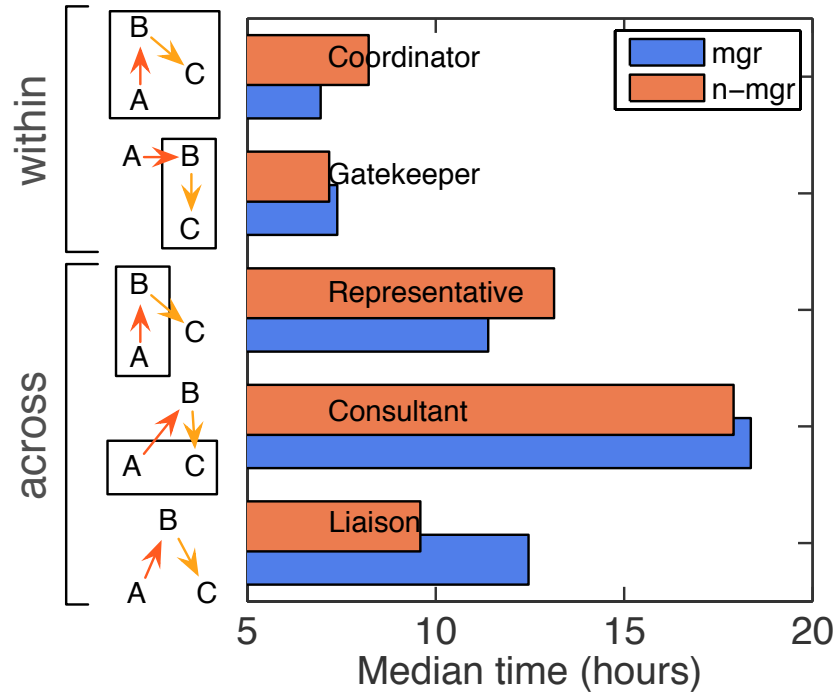 within
B
C
A
Coordinator
mgr
n-mgr
A B
C
Gatekeeper
across
B
C
A
Representative
B
A C
Consultant
B
A C
Liaison
5 10 15 20
Median time (hours)